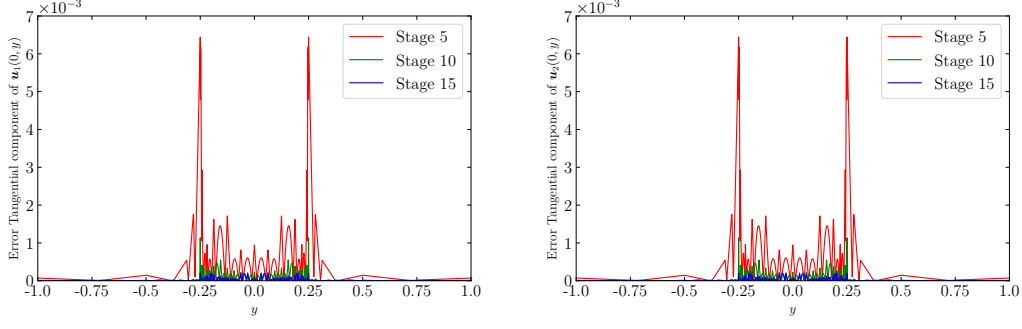 7 ×10⁻³
Error Tangential component of u₁(0, y)
6
5
4
3
2
1
0
-1.0 -0.75 -0.5 -0.25 0.0 0.25 0.5 0.75 1.0
y
Stage 5
Stage 10
Stage 15
7 ×10⁻³
Error Tangential component of u₂(0, y)
6
5
4
3
2
1
0
-1.0 -0.75 -0.5 -0.25 0.0 0.25 0.5 0.75 1.0
y
Stage 5
Stage 10
Stage 15